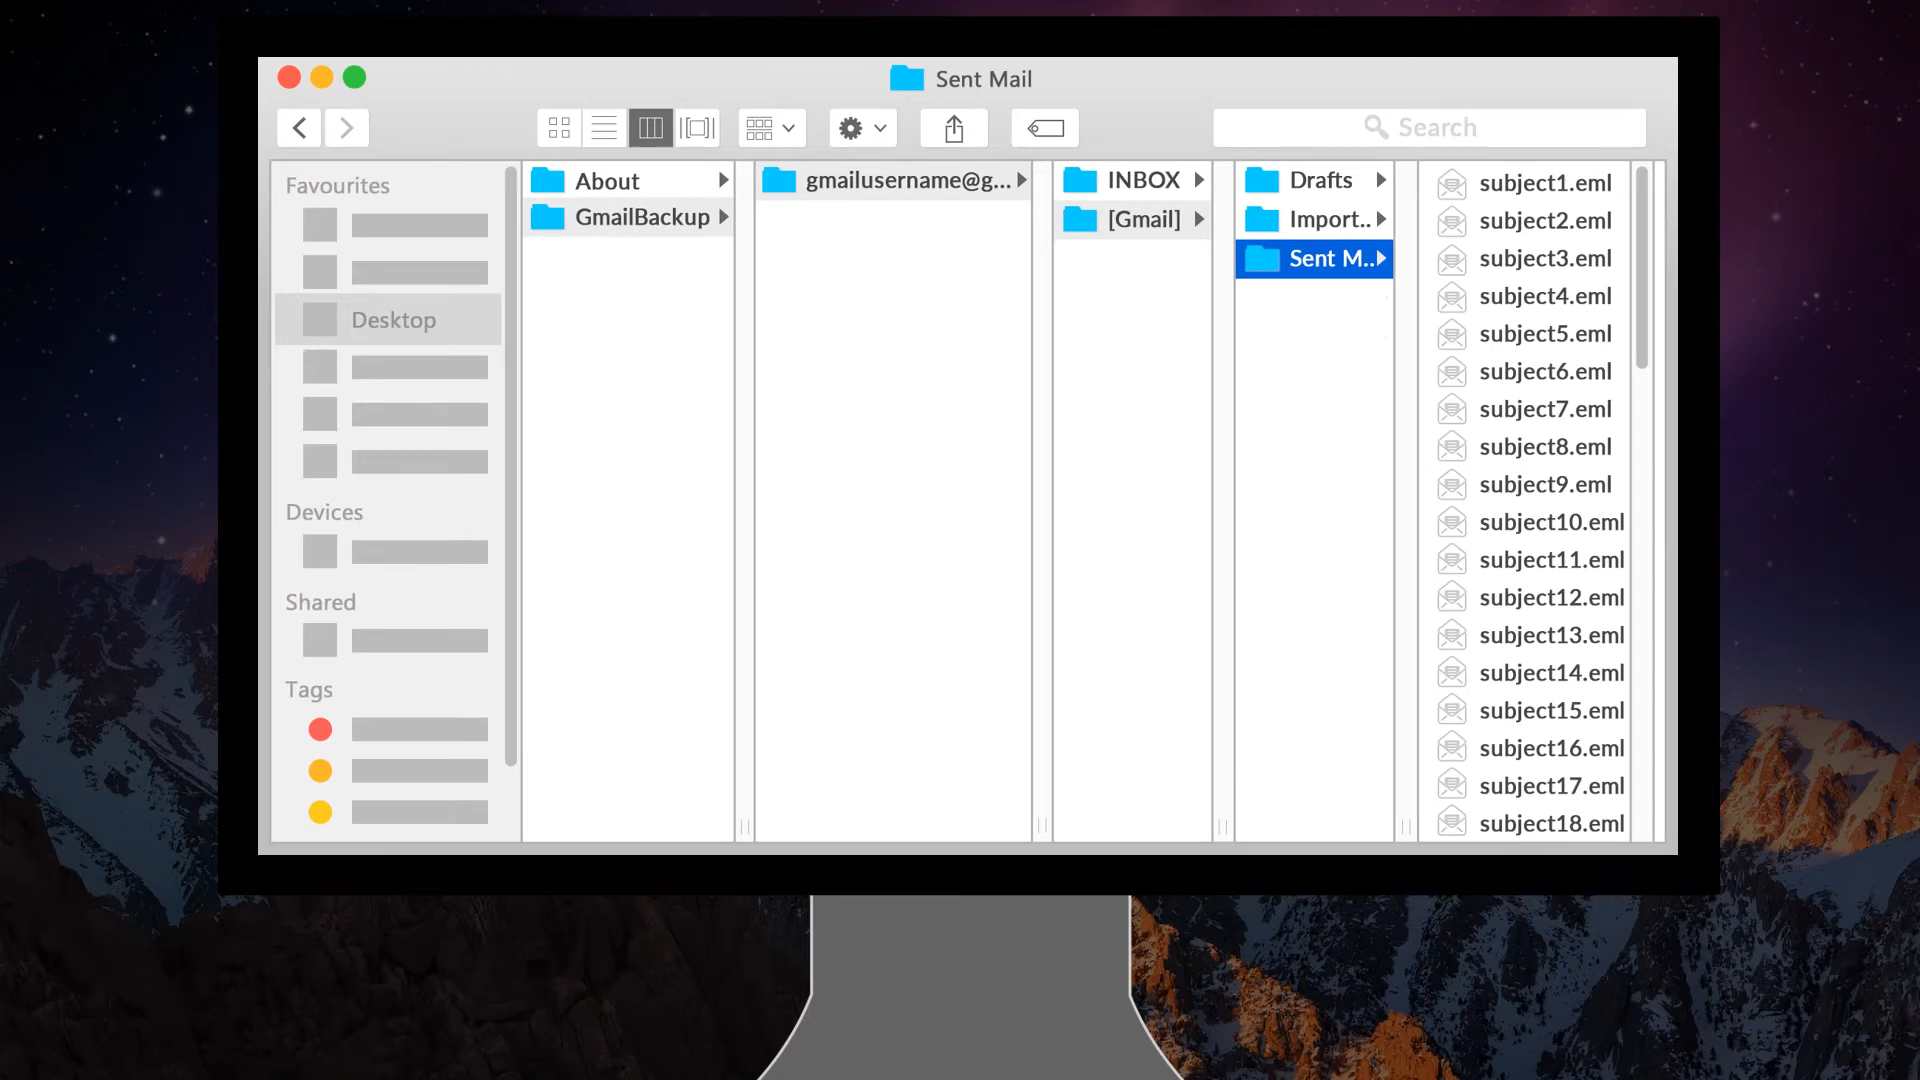 Sent Mail
Search
Favourites
Desktop
Devices
Shared
Tags
About
GmailBackup
gmailusername@g...
INBOX
[Gmail]
Drafts
Import..
Sent M..
subject1.eml
subject2.eml
subject3.eml
subject4.eml
subject5.eml
subject6.eml
subject7.eml
subject8.eml
subject9.eml
subject10.eml
subject11.eml
subject12.eml
subject13.eml
subject14.eml
subject15.eml
subject16.eml
subject17.eml
subject18.eml